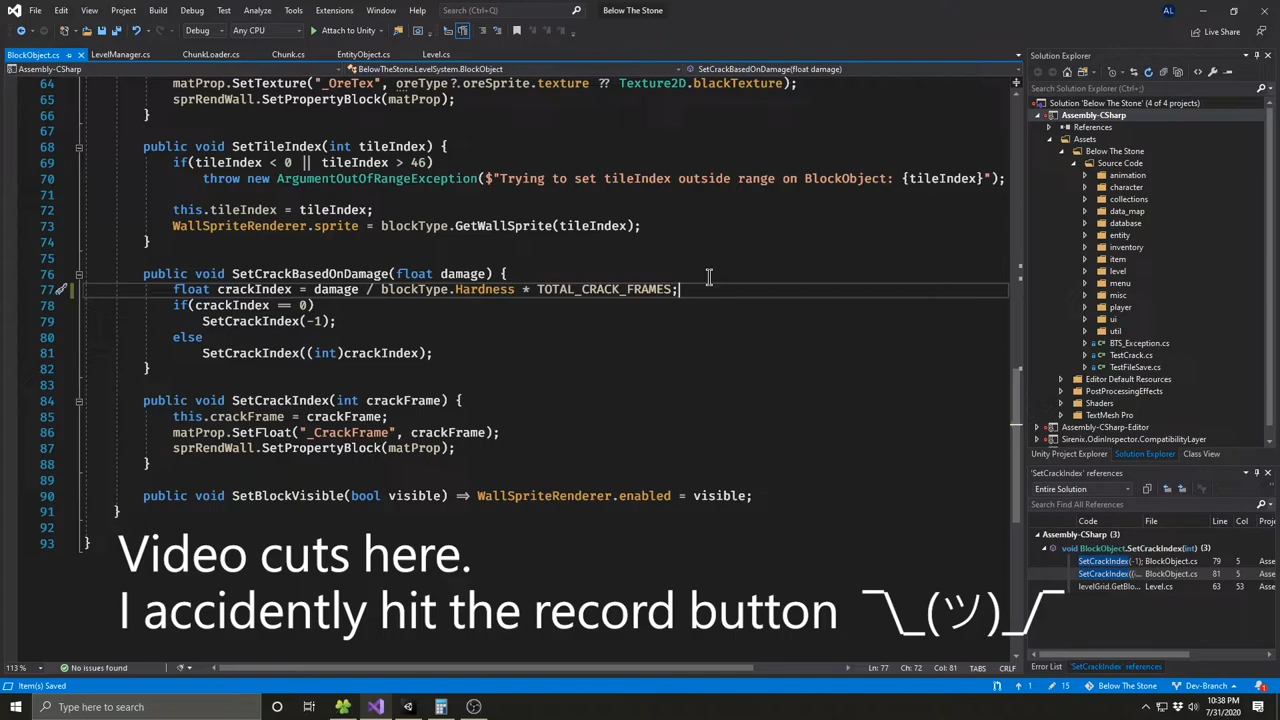 File Edit View Git Project Build Debug Test Analyze Tools Extensions Window Help Search (Ctrl+Q) Below The Stone AL
Debug Any CPU Attach to Unity Live Share
BlockObject.cs LevelManager.cs ChunkLoader.cs Chunk.cs EntityObject.cs Level.cs
Assembly-CSharp BelowTheStone.LevelSystem.BlockObject SetCrackBasedOnDamage(float damage)
64 matProp.SetTexture("_OreTex", oreType?.oreSprite.texture ?? Texture2D.blackTexture);
65 sprRendWall.SetPropertyBlock(matProp);
66 }
67
68 public void SetTileIndex(int tileIndex) {
69 if(tileIndex < 0 || tileIndex > 46)
70 throw new ArgumentOutOfRangeException($"Trying to set tileIndex outside range on BlockObject: {tileIndex}");
71
72 this.tileIndex = tileIndex;
73 WallSpriteRenderer.sprite = blockType.GetWallSprite(tileIndex);
74 }
75
76 public void SetCrackBasedOnDamage(float damage) {
77 float crackIndex = damage / blockType.Hardness * TOTAL_CRACK_FRAMES;
78 if(crackIndex == 0)
79 SetCrackIndex(-1);
80 else
81 SetCrackIndex((int)crackIndex);
82 }
83
84 public void SetCrackIndex(int crackFrame) {
85 this.crackFrame = crackFrame;
86 matProp.SetFloat("_CrackFrame", crackFrame);
87 sprRendWall.SetPropertyBlock(matProp);
88 }
89
90 public void SetBlockVisible(bool visible) => WallSpriteRenderer.enabled = visible;
91 }
92
93 }
Video cuts here.
I accidently hit the record button ¯\_(ツ)_/¯
Solution Explorer
Search Solution Explorer (Ctrl+;)
Solution 'Below The Stone' (4 of 4 projects)
Assembly-CSharp
References
Assets
Below The Stone
Source Code
animation
character
collections
data_map
database
entity
inventory
item
level
menu
misc
player
ui
util
BTS_Exception.cs
TestCrack.cs
TestFileSave.cs
Editor Default Resources
PostProcessingEffects
Shaders
TextMesh Pro
Assembly-CSharp-Editor
Sirenix.OdinInspector.CompatibilityLayer
Unity Project Explorer Solution Explorer Class View
'SetCrackIndex' references
Entire Solution
Search Find All References
Code File Line Col
Assembly-CSharp (3)
void BlockObject.SetCrackIndex(int) (3)
SetCrackIndex(-1); BlockObject.cs 79 5 Asse
SetCrackIndex((i... BlockObject.cs 81 5 Asse
levelGrid.GetBlo... Level.cs 63 53 Asse
Error List 'SetCrackIndex' references
113 % No issues found Ln: 77 Ch: 72 Col: 81 TABS CRLF
Item(s) Saved 1 15 Below The Stone Dev-Branch 1
Type here to search 10:38 PM
7/31/2020